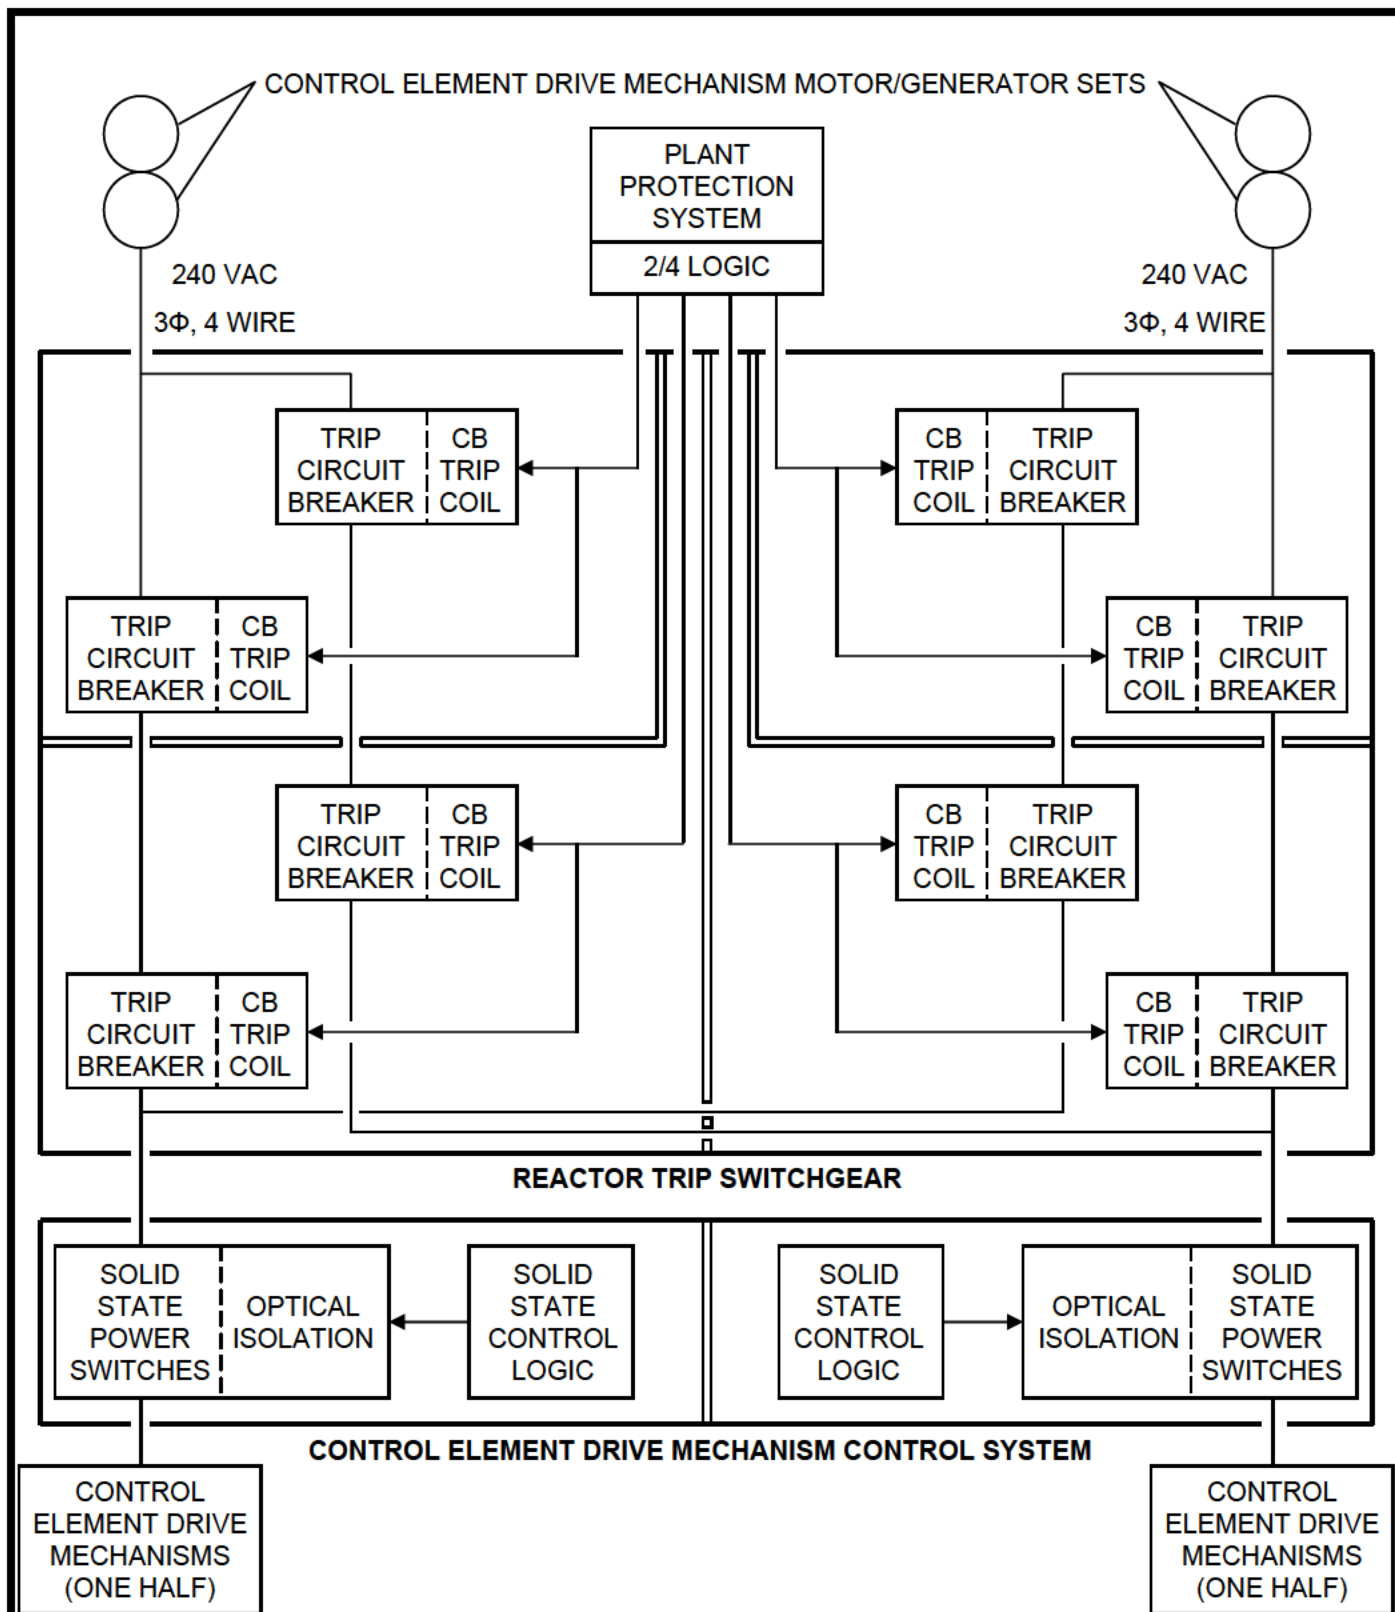 CONTROL ELEMENT DRIVE MECHANISM MOTOR/GENERATOR SETS
PLANT
PROTECTION
SYSTEM
2/4 LOGIC
240 VAC
3Φ, 4 WIRE
240 VAC
3Φ, 4 WIRE
TRIP
CIRCUIT
BREAKER
CB
TRIP
COIL
CB
TRIP
COIL
TRIP
CIRCUIT
BREAKER
TRIP
CIRCUIT
BREAKER
CB
TRIP
COIL
CB
TRIP
COIL
TRIP
CIRCUIT
BREAKER
TRIP
CIRCUIT
BREAKER
CB
TRIP
COIL
CB
TRIP
COIL
TRIP
CIRCUIT
BREAKER
TRIP
CIRCUIT
BREAKER
CB
TRIP
COIL
CB
TRIP
COIL
TRIP
CIRCUIT
BREAKER
REACTOR TRIP SWITCHGEAR
SOLID
STATE
POWER
SWITCHES
OPTICAL
ISOLATION
SOLID
STATE
CONTROL
LOGIC
SOLID
STATE
CONTROL
LOGIC
OPTICAL
ISOLATION
SOLID
STATE
POWER
SWITCHES
CONTROL ELEMENT DRIVE MECHANISM CONTROL SYSTEM
CONTROL
ELEMENT DRIVE
MECHANISMS
(ONE HALF)
CONTROL
ELEMENT DRIVE
MECHANISMS
(ONE HALF)